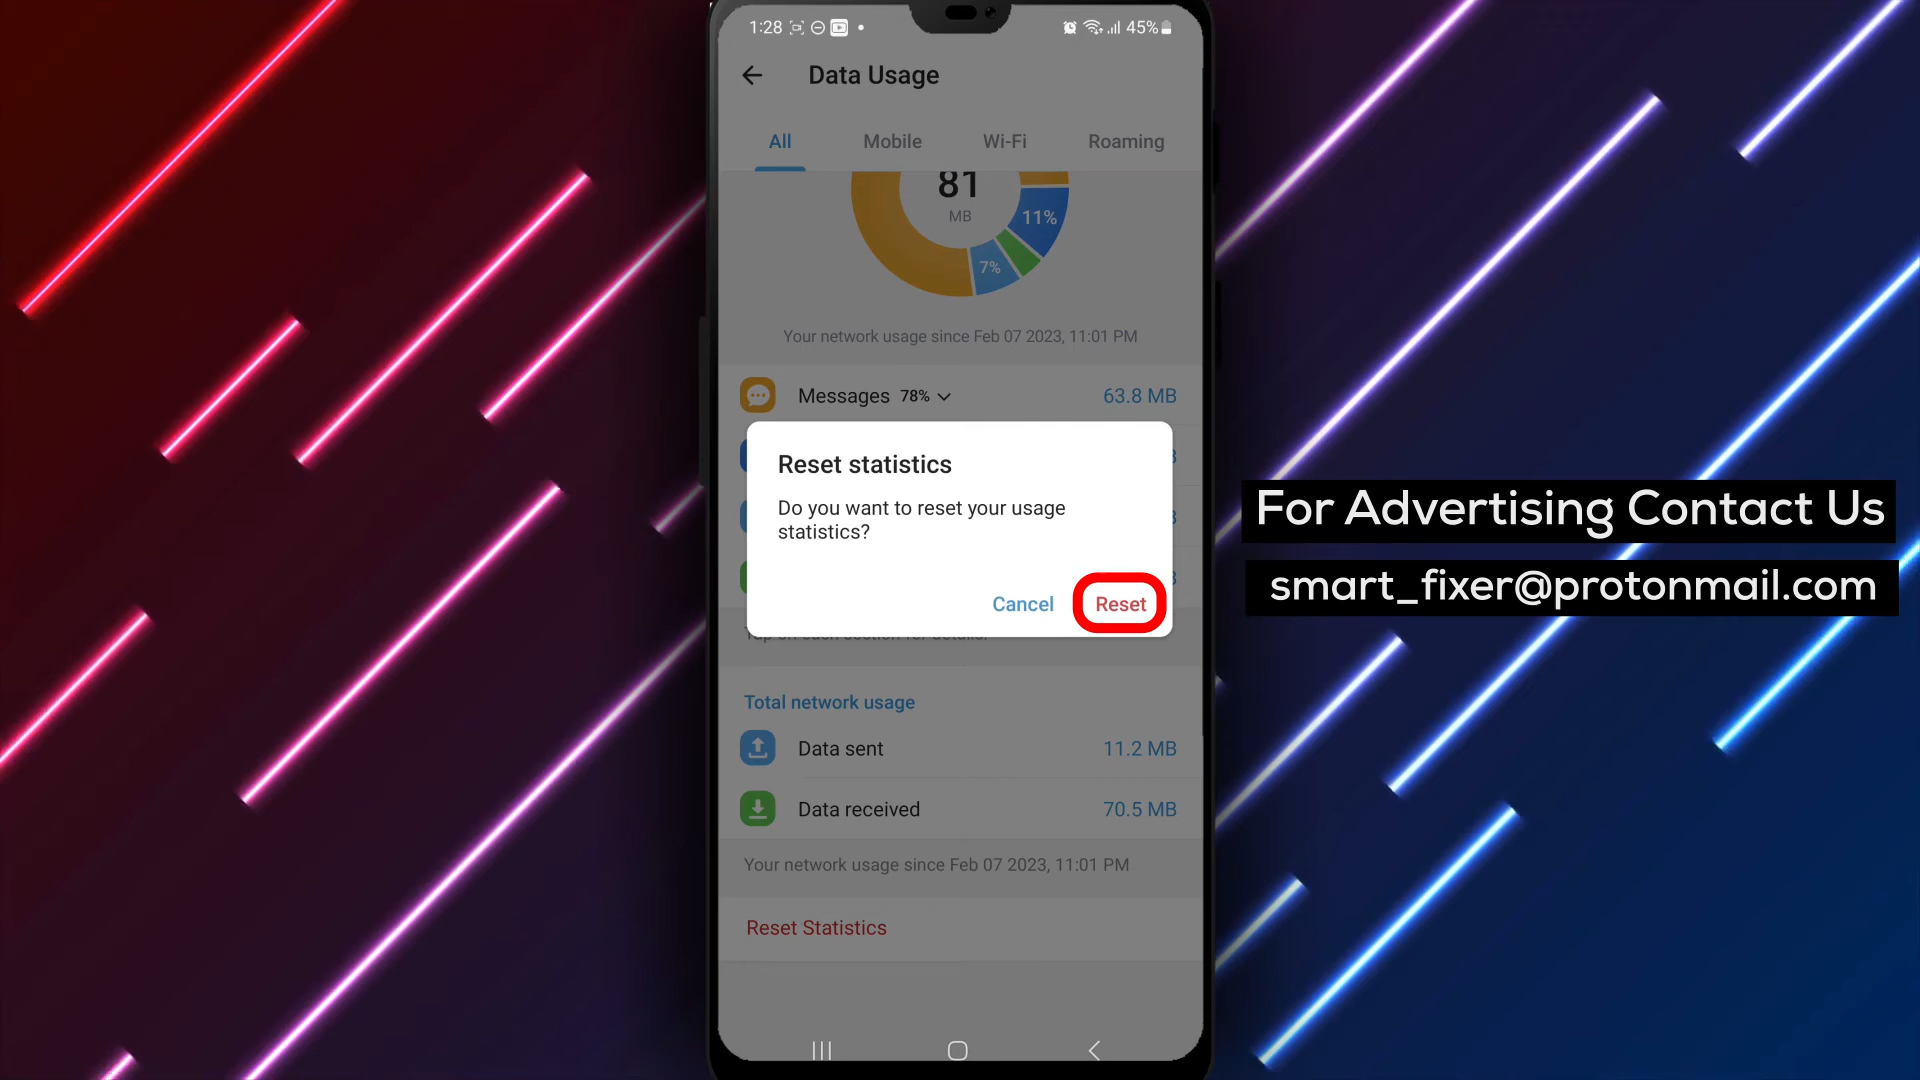 1:28
45%
Data Usage
All Mobile Wi-Fi Roaming
81
MB
11%
7%
Your network usage since Feb 07 2023, 11:01 PM
Messages 78% 63.8 MB
Reset statistics
Do you want to reset your usage
statistics?
Cancel Reset
Total network usage
Data sent 11.2 MB
Data received 70.5 MB
Your network usage since Feb 07 2023, 11:01 PM
Reset Statistics
For Advertising Contact Us
smart_fixer@protonmail.com